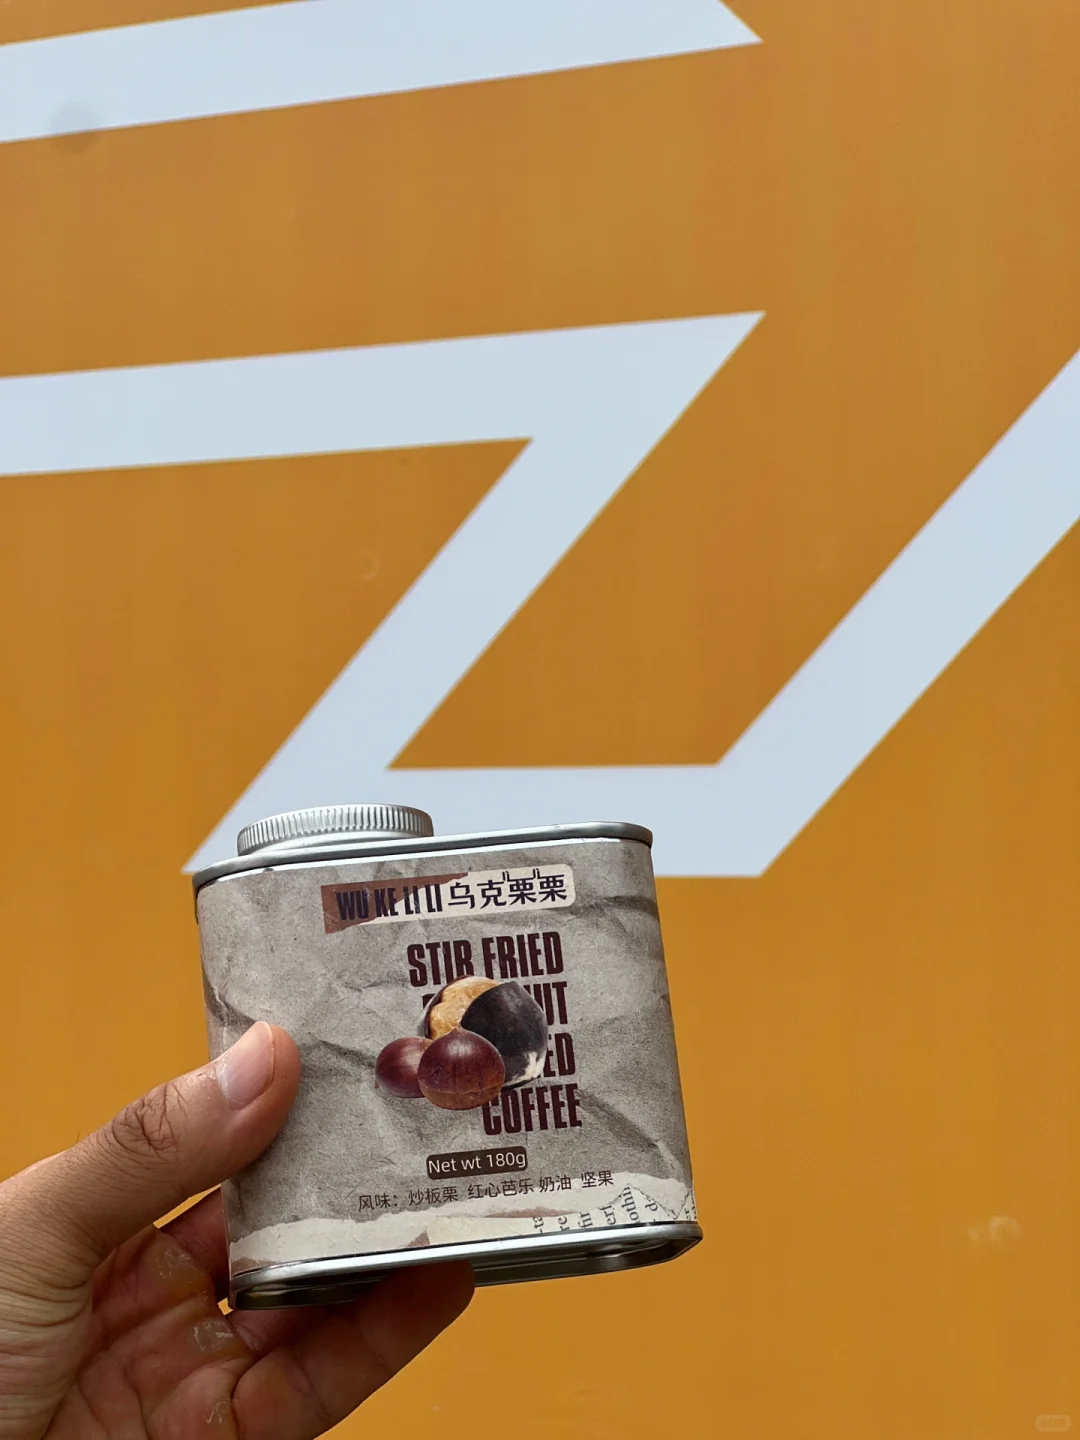 WU KE LI LI 乌克栗栗
STIR FRIED
COFFEE
Net wt 180g
风味：炒板栗 红心芭乐 奶油 坚果